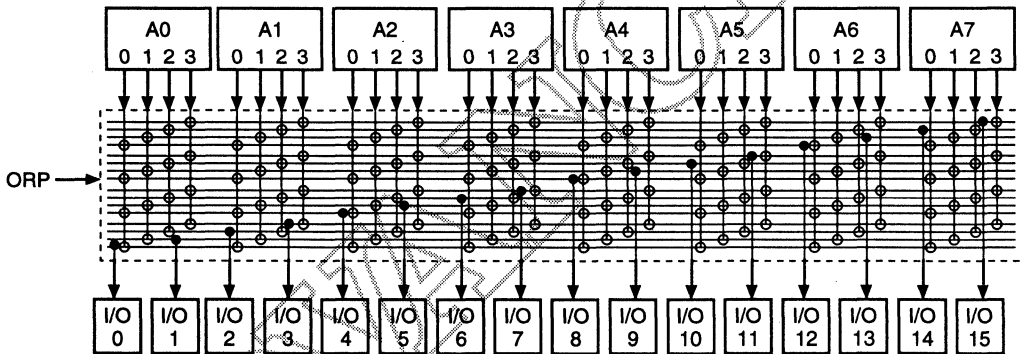 A0 A1 A2 A3 A4 A5 A6 A7
0 1 2 3 0 1 2 3 0 1 2 3 0 1 2 3 0 1 2 3 0 1 2 3 0 1 2 3 0 1 2 3
ORP
I/O I/O I/O I/O I/O I/O I/O I/O I/O I/O I/O I/O I/O I/O I/O I/O
0 1 2 3 4 5 6 7 8 9 10 11 12 13 14 15